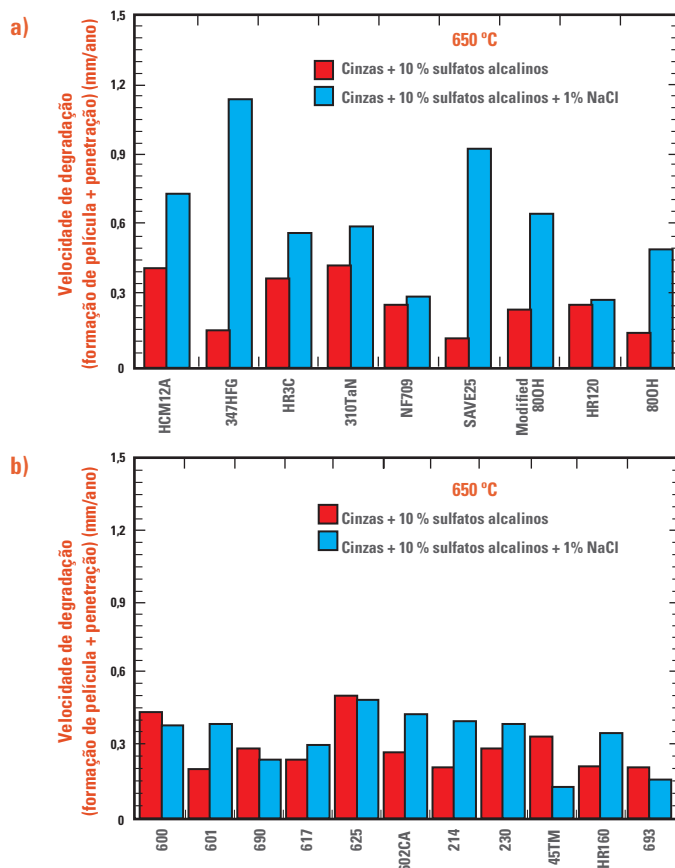 a)
Velocidade de degradação
(formação de película + penetração) (mm/ano)
1,5
1,2
0,9
0,6
0,3
0
650 ºC
Cinzas + 10 % sulfatos alcalinos
Cinzas + 10 % sulfatos alcalinos + 1% NaCl
HCM12A
347HFG
HR3C
310TaN
NF709
SAVE25
Modified
80OH
HR120
80OH
b)
Velocidade de degradação
(formação de película + penetração) (mm/ano)
1,5
1,2
0,9
0,6
0,3
0
650 ºC
Cinzas + 10 % sulfatos alcalinos
Cinzas + 10 % sulfatos alcalinos + 1% NaCl
600
601
690
617
625
602CA
214
230
45TM
HR160
693